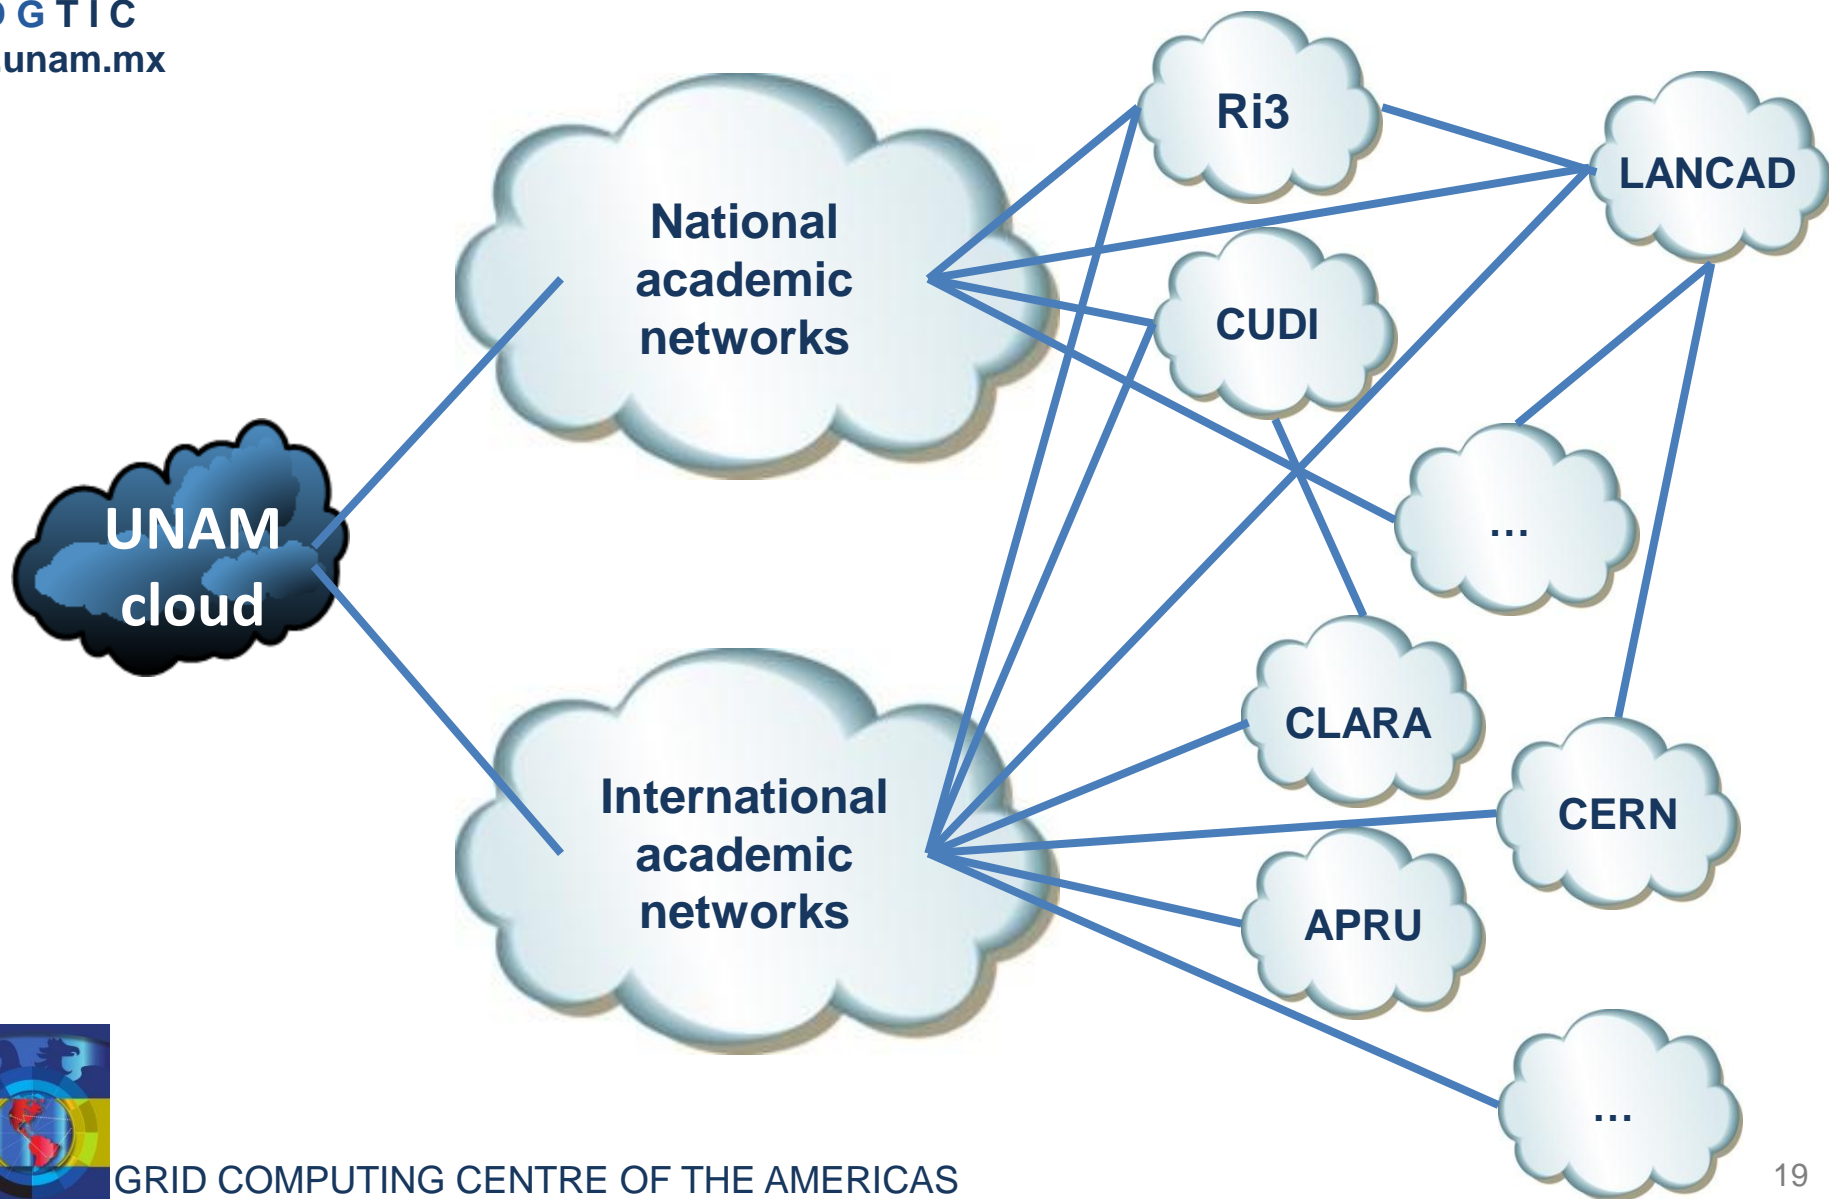 G T I C
.unam.mx
Ri3
LANCAD
National
academic
networks
CUDI
UNAM
cloud
...
CLARA
International
academic
networks
CERN
APRU
...
GRID COMPUTING CENTRE OF THE AMERICAS
19